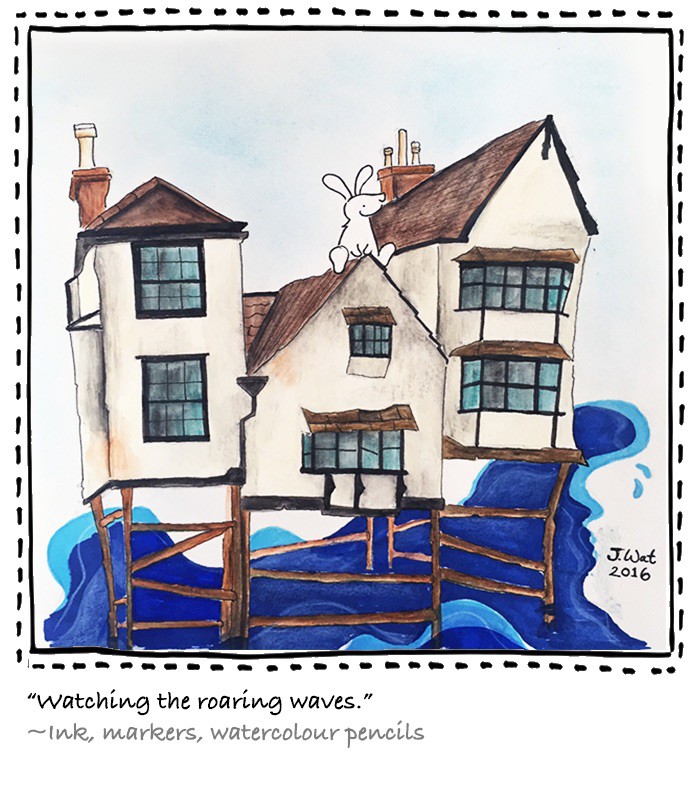 J. Wat
2016
“Watching the roaring waves.”
~Ink, markers, watercolour pencils